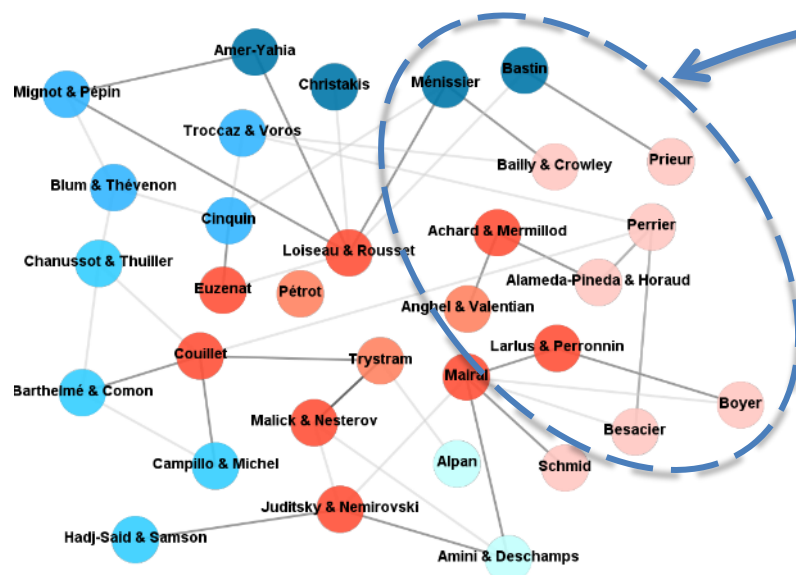 Amer-Yahia
Bastin
Christakis
Ménissier
Mignot & Pépin
Troccaz & Voros
Bailly & Crowley
Prieur
Blum & Thévenon
Cinquin
Perrier
Achard & Mermillod
Loiseau & Rousset
Chanussot & Thuiller
Alameda-Pineda & Horaud
Euzenat
Pétrot
Anghel & Valentian
Larlus & Perronnin
Couillet
Trystram
Mairal
Barthelmé & Comon
Boyer
Malick & Nesterov
Besacier
Campillo & Michel
Alpan
Schmid
Juditsky & Nemirovski
Hadj-Said & Samson
Amini & Deschamps